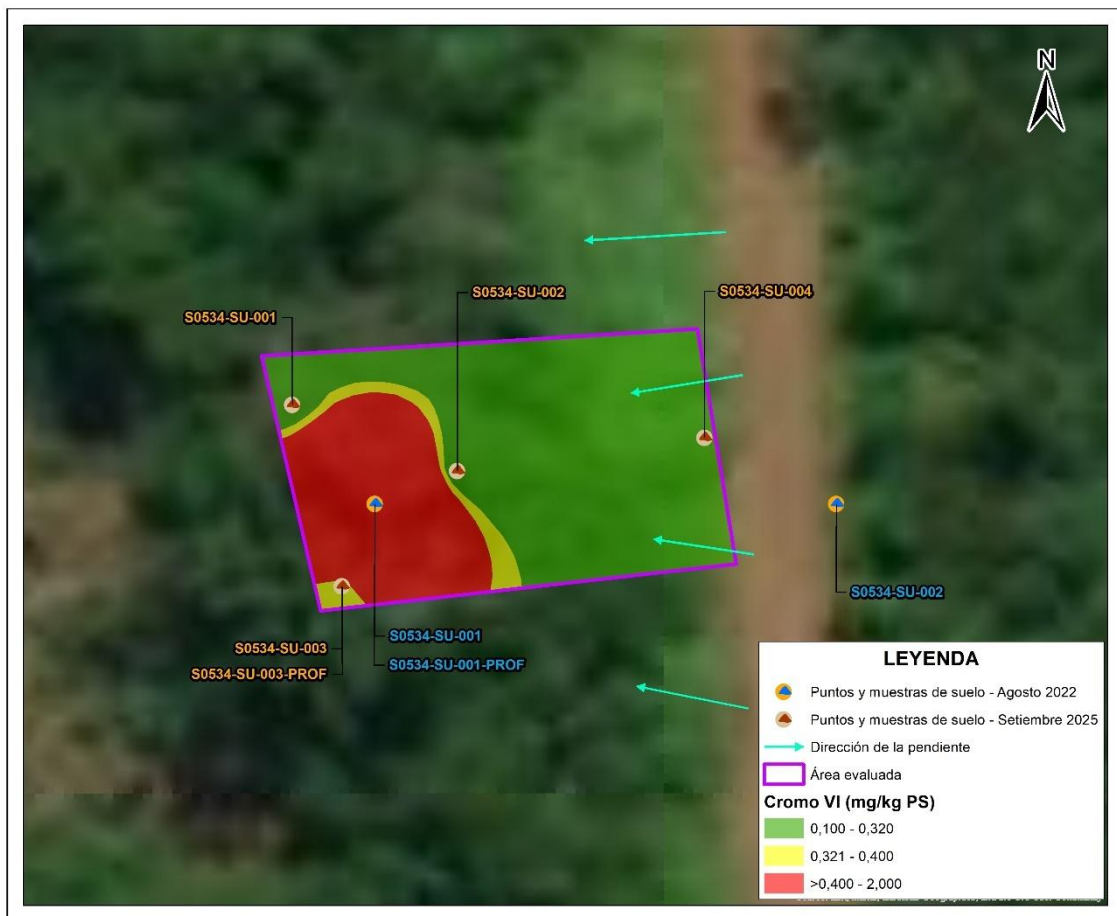 N
S0534-SU-002
S0534-SU-004
S0534-SU-001
S0534-SU-002
S0534-SU-001
S0534-SU-003
S0534-SU-001-PROF
S0534-SU-003-PROF
LEYENDA
Puntos y muestras de suelo - Agosto 2022
Puntos y muestras de suelo - Setiembre 2025
Dirección de la pendiente
Área evaluada
Cromo VI (mg/kg PS)
0,100 - 0,320
0,321 - 0,400
>0,400 - 2,000